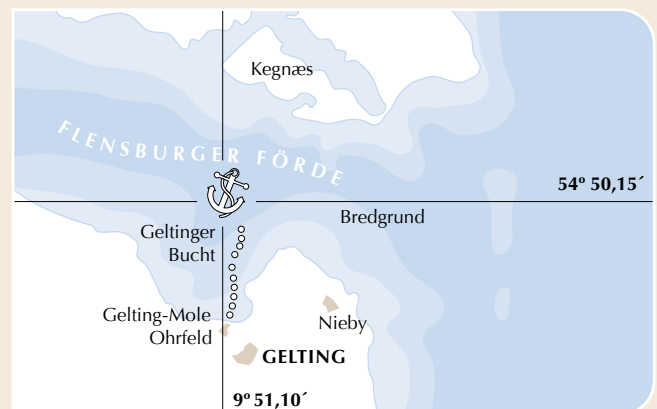 Kegnæs
FLENSBURGER FÖRDE
54º 50,15´
Bredgrund
Geltinger
Bucht
Gelting-Mole
Ohrfeld
Nieby
GELTING
9º 51,10´